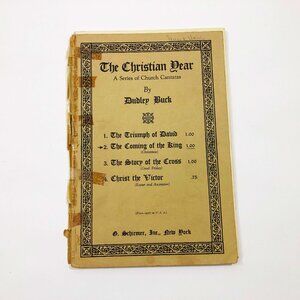 The Christian Year
A Series of Church Cantatas
By
Dudley Buck
1. The Triumph of David 1.00
2. The Coming of the King 1.00
(Christmas)
3. The Story of the Cross 1.00
(Good Friday)
4. Christ the Victor .75
(Easter and Ascension)
G. Schirmer, Inc., New York